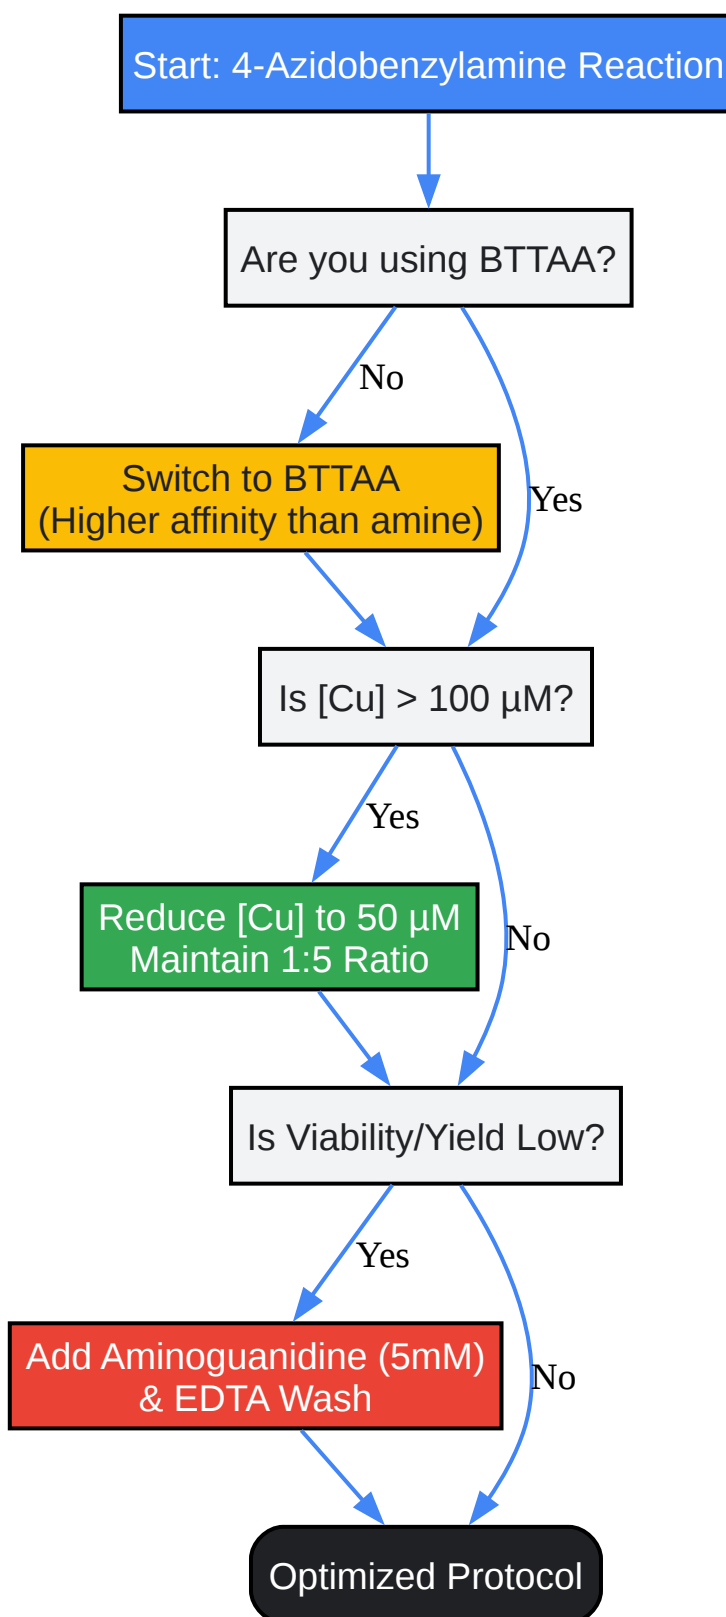 Start: 4-Azidobenzylamine Reaction
Are you using BTTAA?
No
Switch to BTTAA
(Higher affinity than amine)
Yes
Is [Cu] > 100 µM?
Yes
Reduce [Cu] to 50 µM
Maintain 1:5 Ratio
No
Is Viability/Yield Low?
Yes
Add Aminoguanidine (5mM)
& EDTA Wash
No
Optimized Protocol